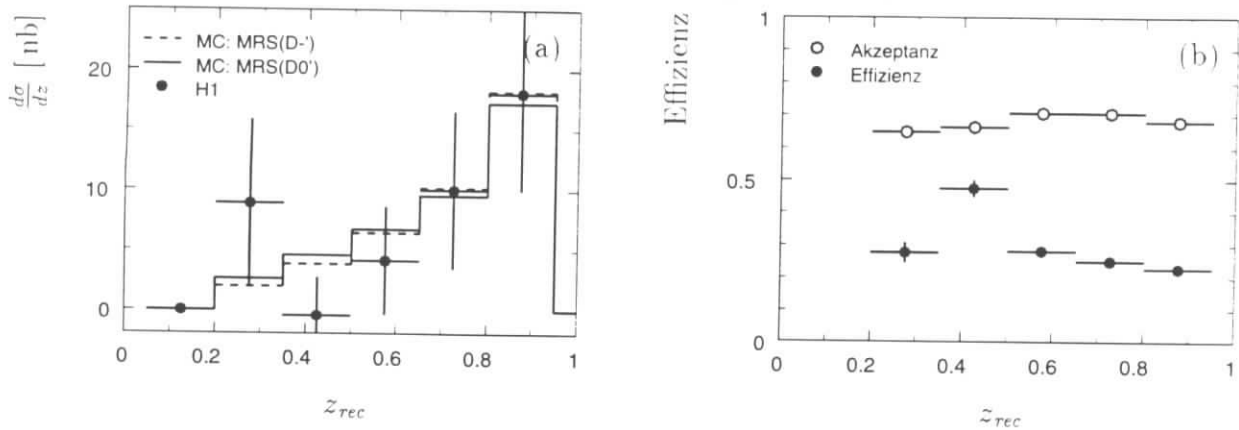 dσ/dz [nb]
20
10
0
MC: MRS(D-')
MC: MRS(D0')
H1
(a)
0 0.2 0.4 0.6 0.8 1
z_rec
Effizienz
1
0.5
0
Akzeptanz
Effizienz
(b)
0 0.2 0.4 0.6 0.8 1
z_rec